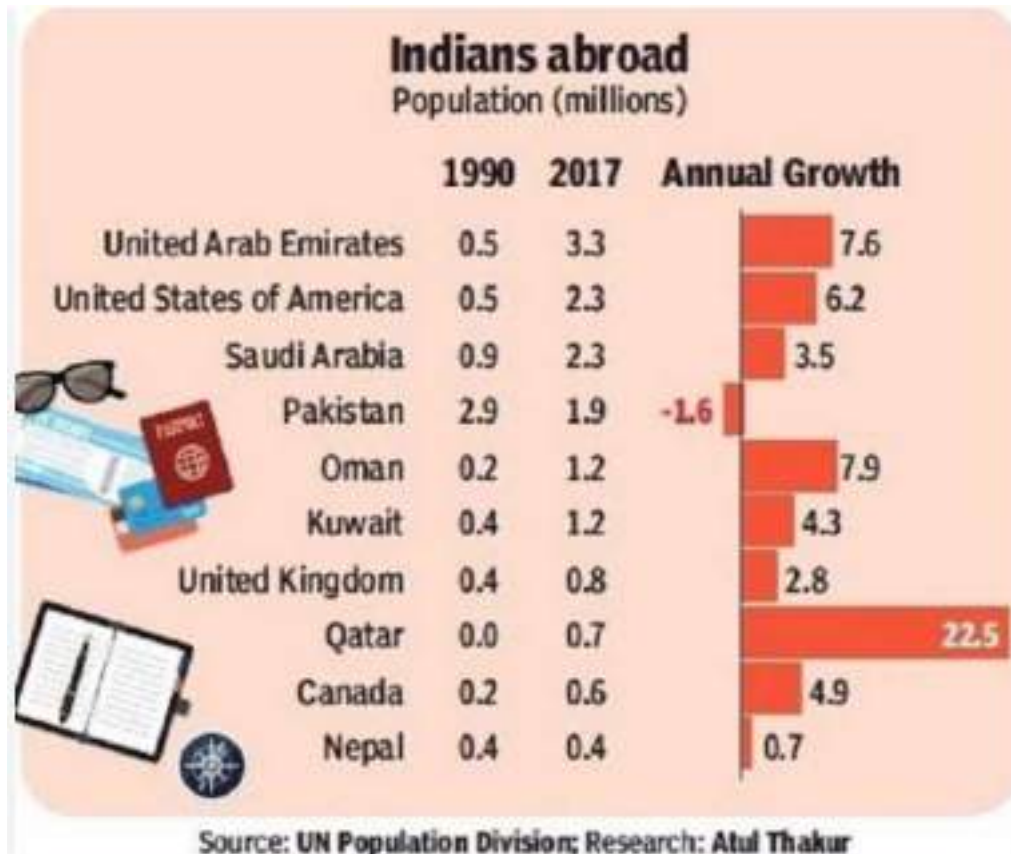 Indians abroad
Population (millions)
1990 2017 Annual Growth
United Arab Emirates 0.5 3.3 7.6
United States of America 0.5 2.3 6.2
Saudi Arabia 0.9 2.3 3.5
Pakistan 2.9 1.9 -1.6
Oman 0.2 1.2 7.9
Kuwait 0.4 1.2 4.3
United Kingdom 0.4 0.8 2.8
Qatar 0.0 0.7 22.5
Canada 0.2 0.6 4.9
Nepal 0.4 0.4 0.7
Source: UN Population Division; Research: Atul Thakur